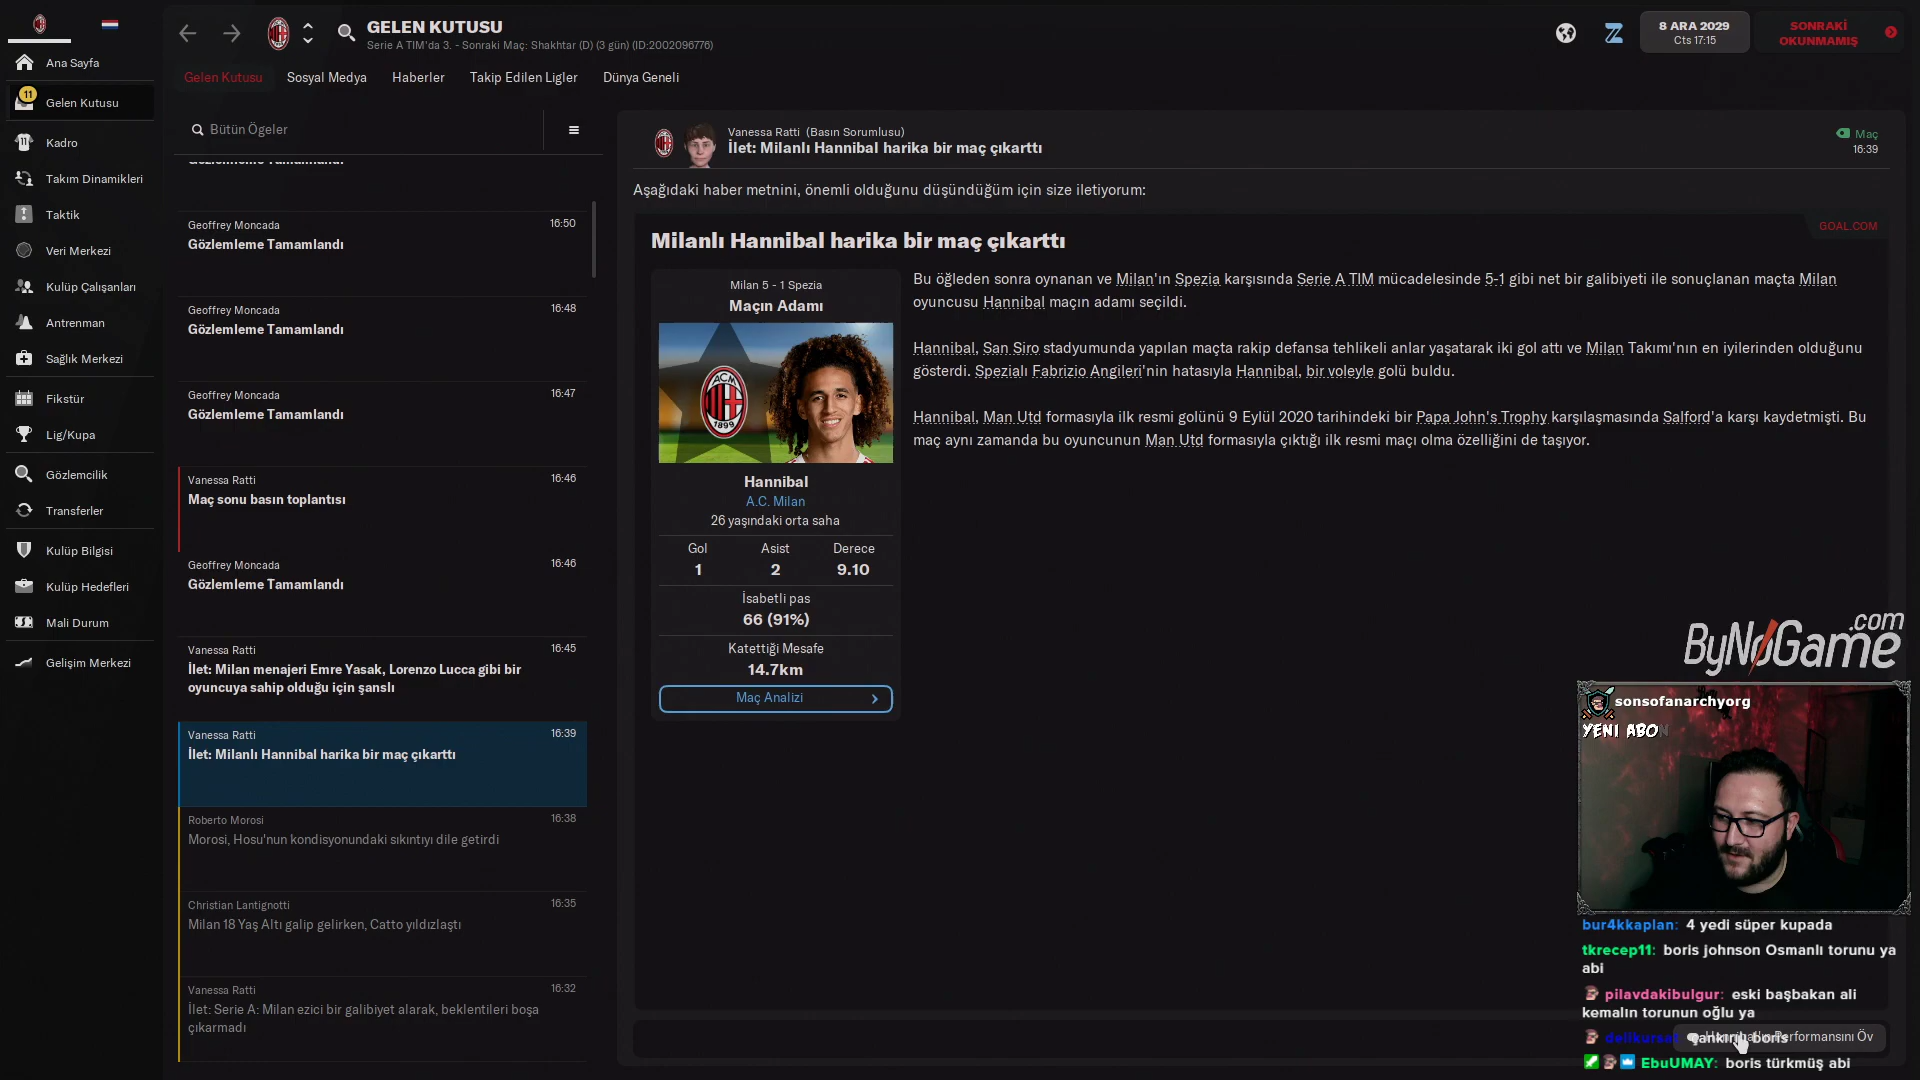 GELEN KUTUSU
Serie A TIM'da 3. - Sonraki Maç: Shakhtar (D) (3 gün) (ID:2002096776)
8 ARA 2029
Cts 17:15
SONRAKİ
OKUNMAMIŞ
Gelen Kutusu
Sosyal Medya
Haberler
Takip Edilen Ligler
Dünya Geneli
Ana Sayfa
11
Gelen Kutusu
Kadro
Takım Dinamikleri
Taktik
Veri Merkezi
Kulüp Çalışanları
Antrenman
Sağlık Merkezi
Fikstür
Lig/Kupa
Gözlemcilik
Transferler
Kulüp Bilgisi
Kulüp Hedefleri
Mali Durum
Gelişim Merkezi
Bütün Ögeler
Gözlemleme Tamamlandı
Geoffrey Moncada 16:50
Gözlemleme Tamamlandı
Geoffrey Moncada 16:48
Gözlemleme Tamamlandı
Geoffrey Moncada 16:47
Gözlemleme Tamamlandı
Vanessa Ratti 16:46
Maç sonu basın toplantısı
Geoffrey Moncada 16:46
Gözlemleme Tamamlandı
Vanessa Ratti 16:45
İlet: Milan menajeri Emre Yasak, Lorenzo Lucca gibi bir
oyuncuya sahip olduğu için şanslı
Vanessa Ratti 16:39
İlet: Milanlı Hannibal harika bir maç çıkarttı
Roberto Morosi 16:38
Morosi, Hosu'nun kondisyonundaki sıkıntıyı dile getirdi
Christian Lantignotti 16:35
Milan 18 Yaş Altı galip gelirken, Catto yıldızlaştı
Vanessa Ratti 16:32
İlet: Serie A: Milan ezici bir galibiyet alarak, beklentileri boşa
çıkarmadı
Vanessa Ratti (Basın Sorumlusu)
İlet: Milanlı Hannibal harika bir maç çıkarttı
Maç
16:39
Aşağıdaki haber metnini, önemli olduğunu düşündüğüm için size iletiyorum:
GOAL.COM
Milanlı Hannibal harika bir maç çıkarttı
Milan 5 - 1 Spezia
Maçın Adamı
ACM
1899
Hannibal
A.C. Milan
26 yaşındaki orta saha
Gol Asist Derece
1 2 9.10
İsabetli pas
66 (91%)
Katettiği Mesafe
14.7km
Maç Analizi
Bu öğleden sonra oynanan ve Milan'ın Spezia karşısında Serie A TIM mücadelesinde 5-1 gibi net bir galibiyeti ile sonuçlanan maçta Milan
oyuncusu Hannibal maçın adamı seçildi.
Hannibal, San Siro stadyumunda yapılan maçta rakip defansa tehlikeli anlar yaşatarak iki gol attı ve Milan Takımı'nın en iyilerinden olduğunu
gösterdi. Spezialı Fabrizio Angileri'nin hatasıyla Hannibal, bir voleyle golü buldu.
Hannibal, Man Utd formasıyla ilk resmi golünü 9 Eylül 2020 tarihindeki bir Papa John's Trophy karşılaşmasında Salford'a karşı kaydetmişti. Bu
maç aynı zamanda bu oyuncunun Man Utd formasıyla çıktığı ilk resmi maçı olma özelliğini de taşıyor.
ByNoGame.com
sonsofanarchyorg
YENI ABON
bur4kkaplan: 4 yedi süper kupada
tkrecep11: boris johnson Osmanlı torunu ya
abi
pilavdakibulgur: eski başbakan ali
kemalin torununun oğlu ya
Performansını Öv
boris
EbuUMAY: boris türkmüş abi